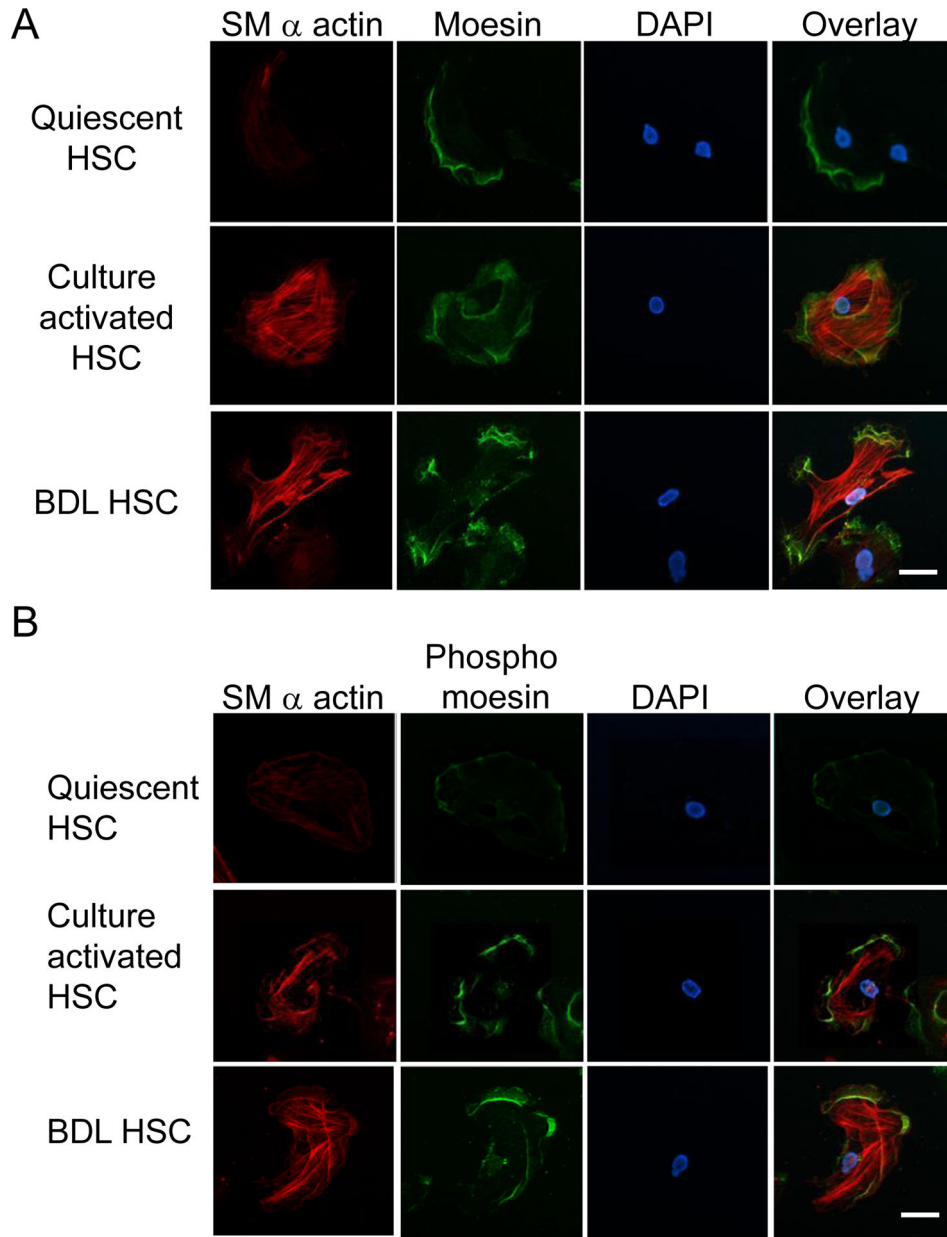 A
SM α actin Moesin DAPI Overlay
Quiescent
HSC
Culture
activated
HSC
BDL HSC
B
Phospho
SM α actin moesin DAPI Overlay
Quiescent
HSC
Culture
activated
HSC
BDL HSC